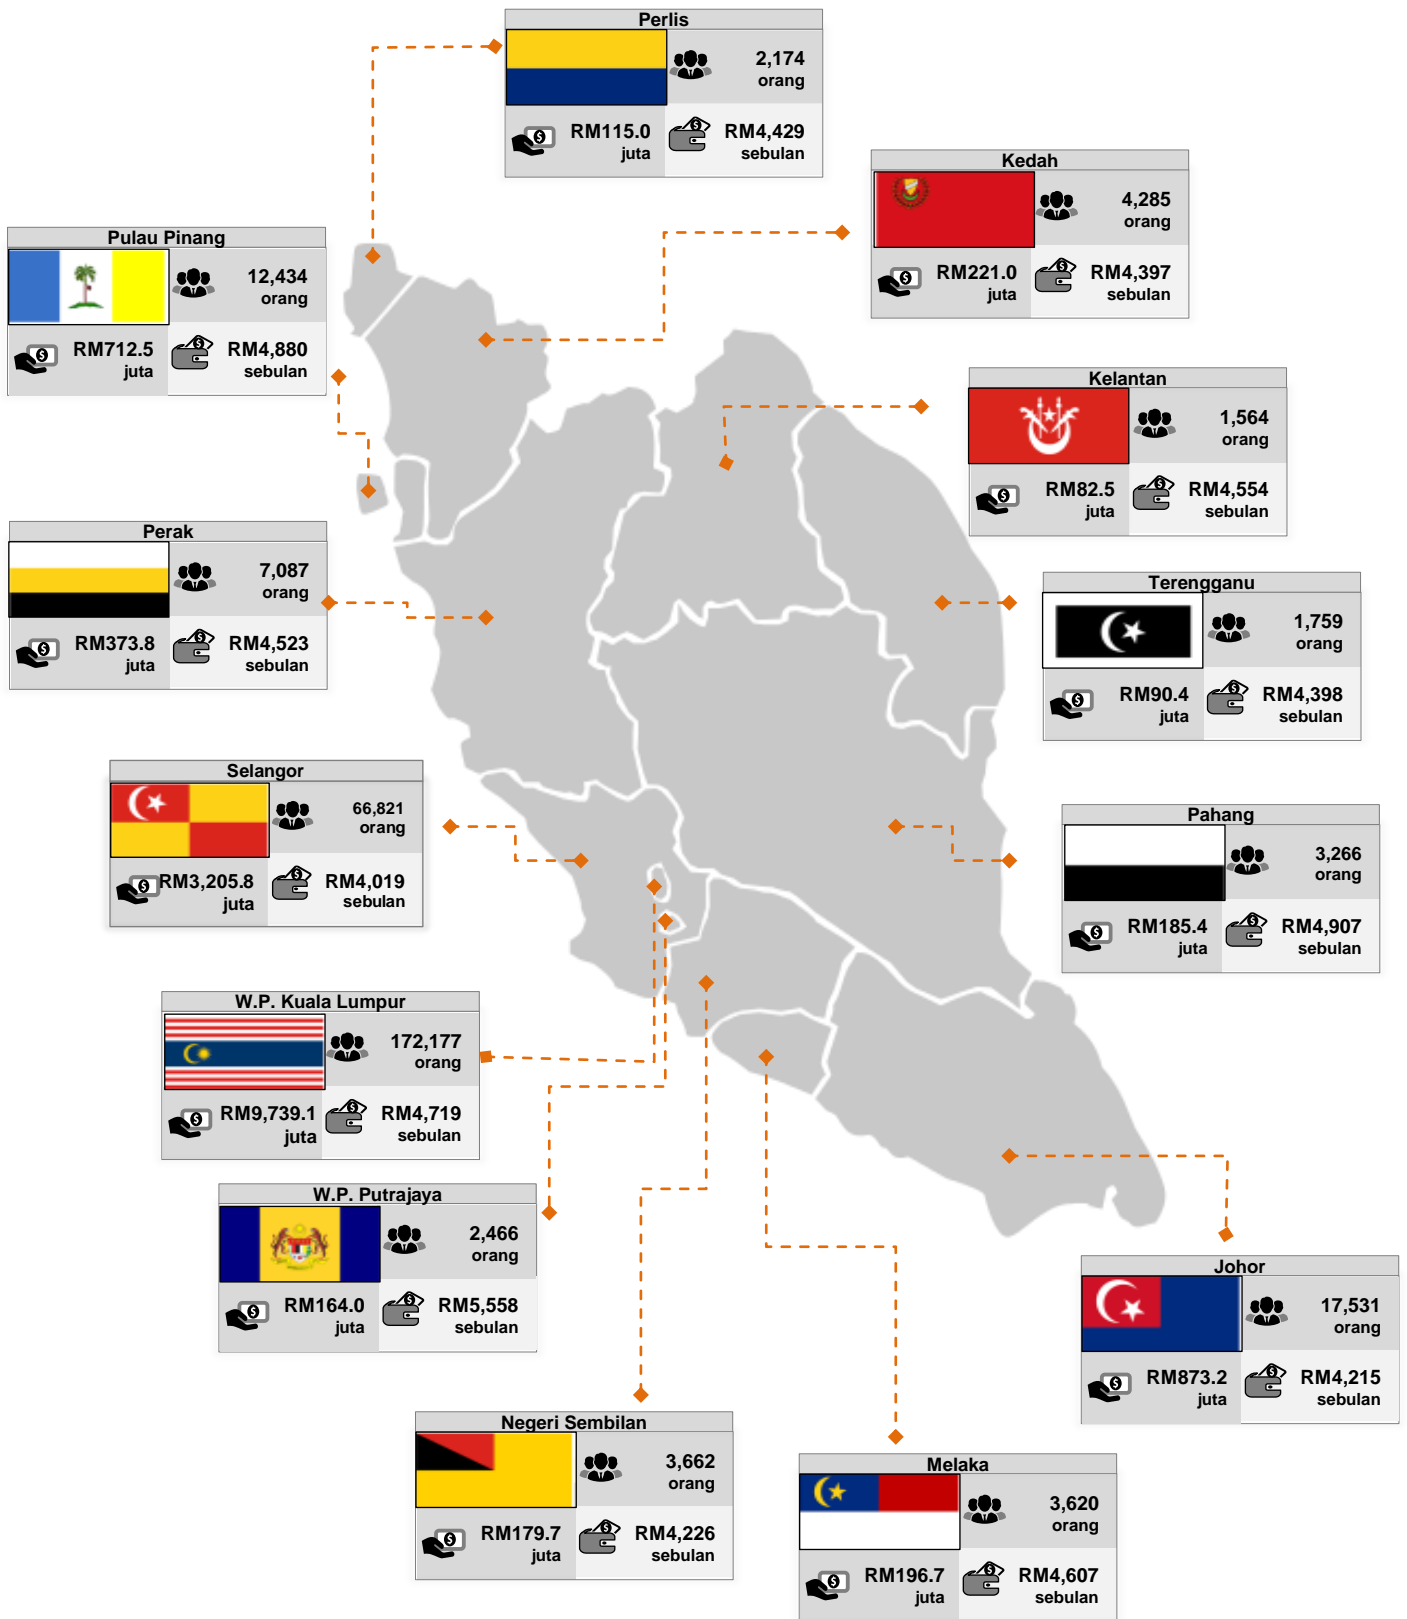 Perlis
2,174
orang
RM115.0
juta
RM4,429
sebulan
Kedah
4,285
orang
RM221.0
juta
RM4,397
sebulan
Pulau Pinang
12,434
orang
RM712.5
juta
RM4,880
sebulan
Kelantan
1,564
orang
RM82.5
juta
RM4,554
sebulan
Perak
7,087
orang
RM373.8
juta
RM4,523
sebulan
Terengganu
1,759
orang
RM90.4
juta
RM4,398
sebulan
Selangor
66,821
orang
RM3,205.8
juta
RM4,019
sebulan
Pahang
3,266
orang
RM185.4
juta
RM4,907
sebulan
W.P. Kuala Lumpur
172,177
orang
RM9,739.1
juta
RM4,719
sebulan
W.P. Putrajaya
2,466
orang
RM164.0
juta
RM5,558
sebulan
Johor
17,531
orang
RM873.2
juta
RM4,215
sebulan
Negeri Sembilan
3,662
orang
RM179.7
juta
RM4,226
sebulan
Melaka
3,620
orang
RM196.7
juta
RM4,607
sebulan